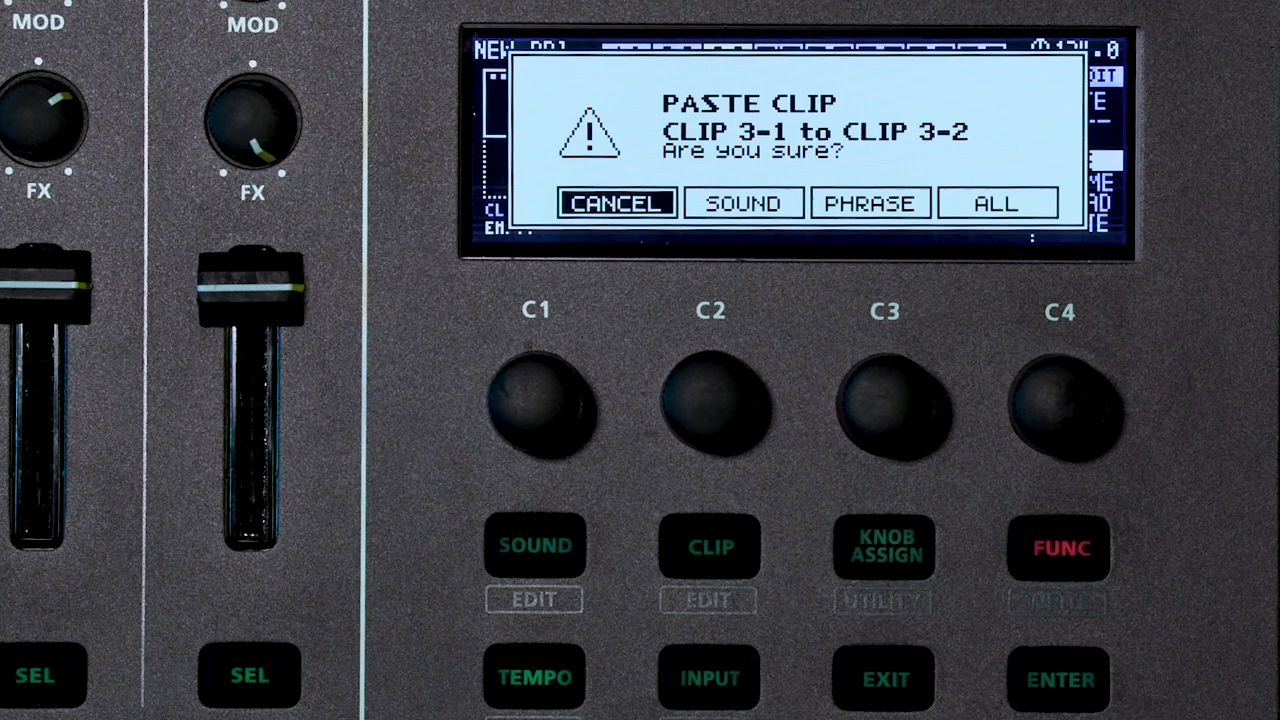 MOD
MOD
FX
FX
SEL
SEL
PASTE CLIP
CLIP 3-1 to CLIP 3-2
Are you sure?
CANCEL SOUND PHRASE ALL
C1 C2 C3 C4
SOUND CLIP KNOB ASSIGN FUNC
EDIT EDIT UTILITY
TEMPO INPUT EXIT ENTER